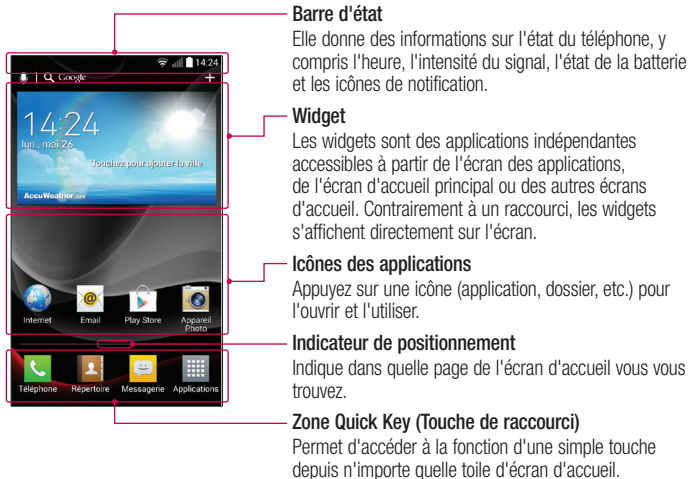 14:24
Google
14:24
lun., mai 26
Touchez pour ajouter la ville
AccuWeather.com
Internet
Email
Play Store
Appareil
Photo
Téléphone
Répertoire
Messagerie
Applications
Barre d'état
Elle donne des informations sur l'état du téléphone, y
compris l'heure, l'intensité du signal, l'état de la batterie
et les icônes de notification.
Widget
Les widgets sont des applications indépendantes
accessibles à partir de l'écran des applications,
de l'écran d'accueil principal ou des autres écrans
d'accueil. Contrairement à un raccourci, les widgets
s'affichent directement sur l'écran.
Icônes des applications
Appuyez sur une icône (application, dossier, etc.) pour
l'ouvrir et l'utiliser.
Indicateur de positionnement
Indique dans quelle page de l'écran d'accueil vous vous
trouvez.
Zone Quick Key (Touche de raccourci)
Permet d'accéder à la fonction d'une simple touche
depuis n'importe quelle toile d'écran d'accueil.